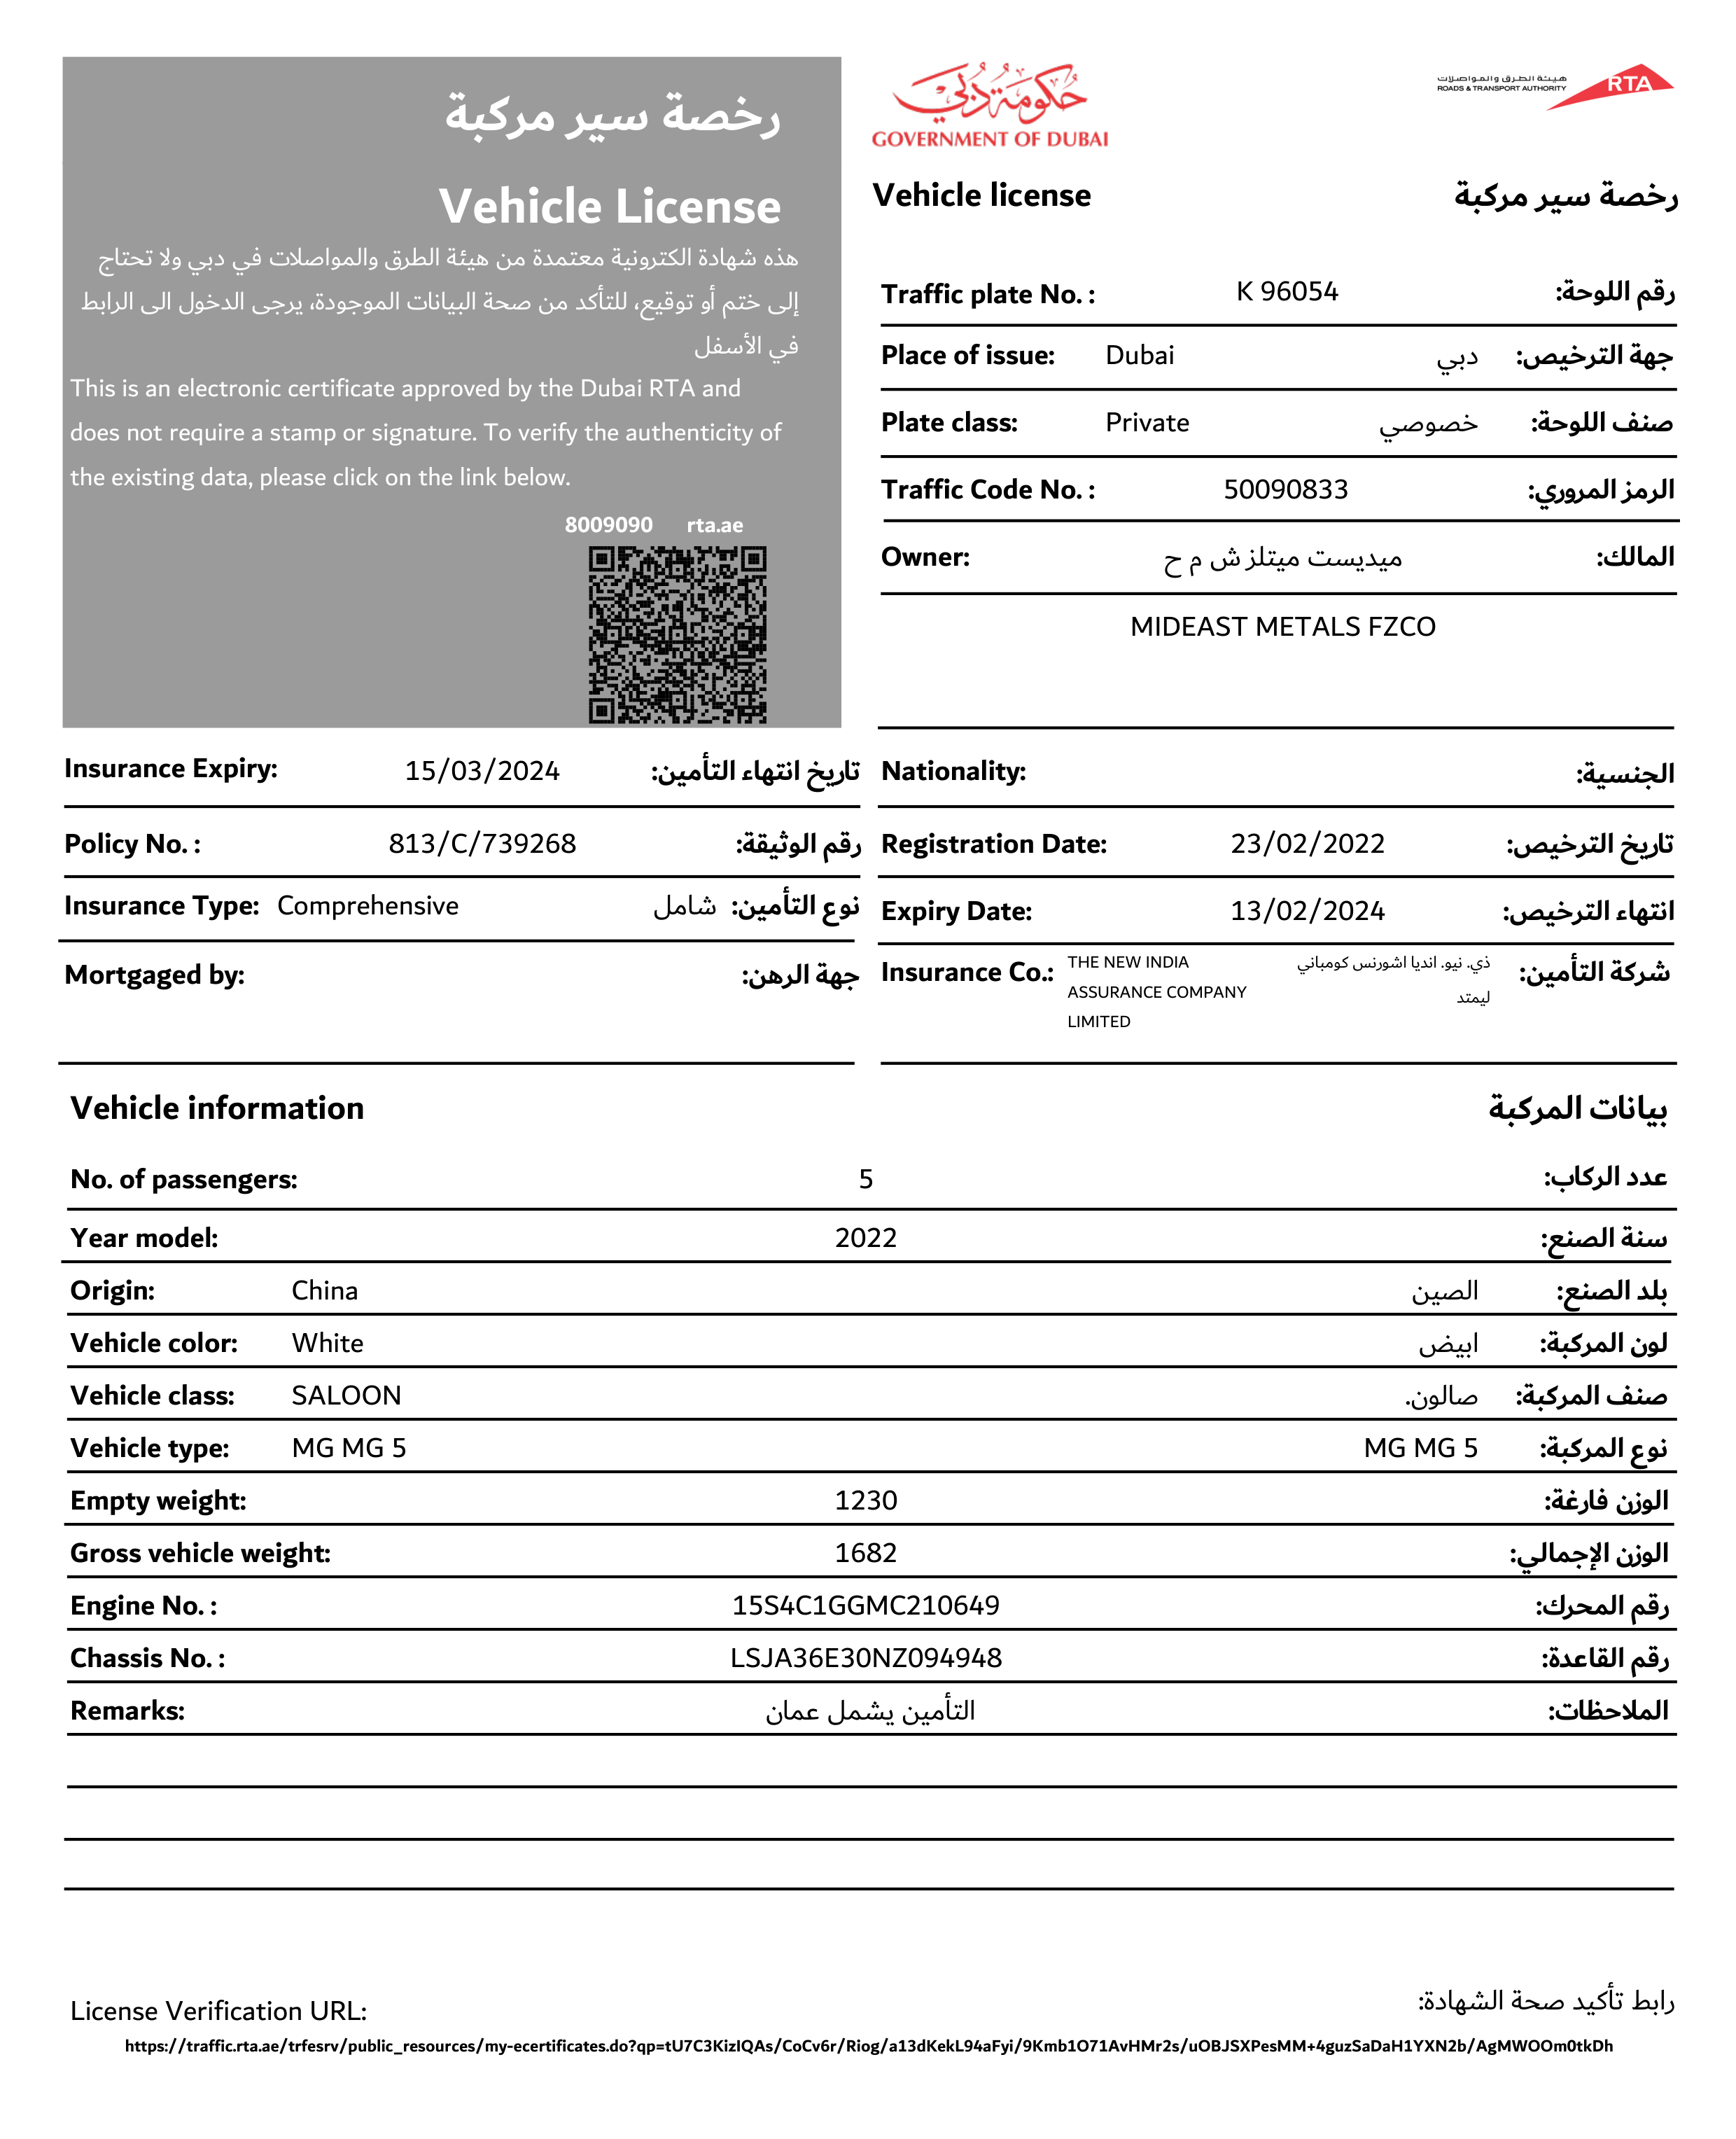 رخصة سير مركبة
Vehicle License
هذه شهادة الكترونية معتمدة من هيئة الطرق والمواصلات في دبي ولا تحتاج
إلى ختم أو توقيع، للتأكد من صحة البيانات الموجودة، يرجى الدخول الى الرابط
في الأسفل
This is an electronic certificate approved by the Dubai RTA and
does not require a stamp or signature. To verify the authenticity of
the existing data, please click on the link below.
8009090 rta.ae
حكومة دبي
GOVERNMENT OF DUBAI
هيئة الطرق والمواصلات
ROADS & TRANSPORT AUTHORITY
RTA
Vehicle license رخصة سير مركبة
Traffic plate No. : K 96054 رقم اللوحة:
Place of issue: Dubai دبي جهة الترخيص:
Plate class: Private خصوصي صنف اللوحة:
Traffic Code No. : 50090833 الرمز المروري:
Owner: ميديست ميتلز ش م ح المالك:
MIDEAST METALS FZCO
Insurance Expiry: 15/03/2024 تاريخ انتهاء التأمين:
Policy No. : 813/C/739268 رقم الوثيقة:
Insurance Type: Comprehensive شامل نوع التأمين:
Mortgaged by: جهة الرهن:
Nationality: الجنسية:
Registration Date: 23/02/2022 تاريخ الترخيص:
Expiry Date: 13/02/2024 انتهاء الترخيص:
Insurance Co.: THE NEW INDIA ذي. نيو. انديا اشورنس كومباني شركة التأمين:
ASSURANCE COMPANY ليمتد
LIMITED
Vehicle information بيانات المركبة
No. of passengers: 5 عدد الركاب:
Year model: 2022 سنة الصنع:
Origin: China الصين بلد الصنع:
Vehicle color: White ابيض لون المركبة:
Vehicle class: SALOON صالون. صنف المركبة:
Vehicle type: MG MG 5 MG MG 5 نوع المركبة:
Empty weight: 1230 الوزن فارغة:
Gross vehicle weight: 1682 الوزن الإجمالي:
Engine No. : 15S4C1GGMC210649 رقم المحرك:
Chassis No. : LSJA36E30NZ094948 رقم القاعدة:
Remarks: التأمين يشمل عمان الملاحظات:
License Verification URL: رابط تأكيد صحة الشهادة:
https://traffic.rta.ae/trfesrv/public_resources/my-ecertificates.do?qp=tU7C3KizIQAs/CoCv6r/Riog/a13dKekL94aFyi/9Kmb1O71AvHMr2s/uOBJSXPesMM+4guzSaDaH1YXN2b/AgMWOOm0tkDh